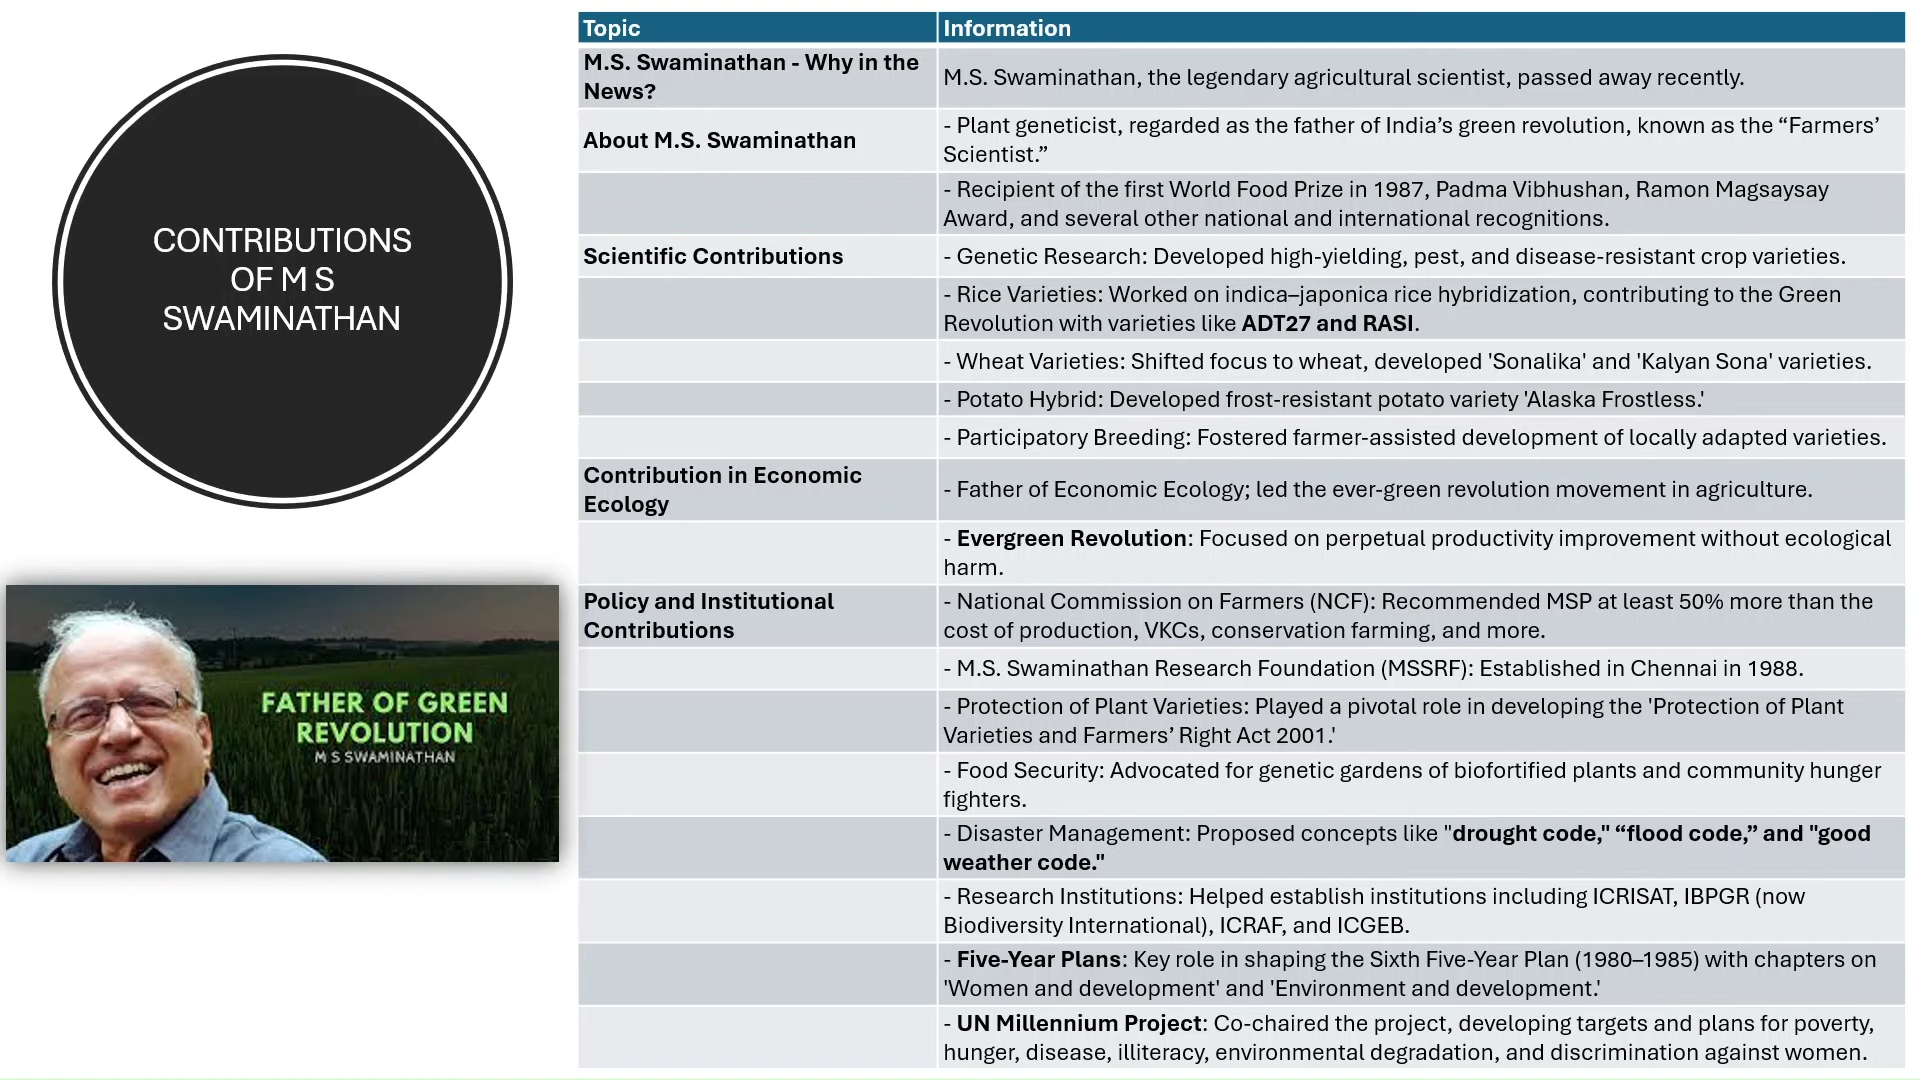 CONTRIBUTIONS
OF M S
SWAMINATHAN
FATHER OF GREEN
REVOLUTION
M S SWAMINATHAN
Topic
Information
M.S. Swaminathan - Why in the
News?
M.S. Swaminathan, the legendary agricultural scientist, passed away recently.
About M.S. Swaminathan
- Plant geneticist, regarded as the father of India’s green revolution, known as the “Farmers’
Scientist.”
- Recipient of the first World Food Prize in 1987, Padma Vibhushan, Ramon Magsaysay
Award, and several other national and international recognitions.
Scientific Contributions
- Genetic Research: Developed high-yielding, pest, and disease-resistant crop varieties.
- Rice Varieties: Worked on indica–japonica rice hybridization, contributing to the Green
Revolution with varieties like ADT27 and RASI.
- Wheat Varieties: Shifted focus to wheat, developed 'Sonalika' and 'Kalyan Sona' varieties.
- Potato Hybrid: Developed frost-resistant potato variety 'Alaska Frostless.'
- Participatory Breeding: Fostered farmer-assisted development of locally adapted varieties.
Contribution in Economic
Ecology
- Father of Economic Ecology; led the ever-green revolution movement in agriculture.
- Evergreen Revolution: Focused on perpetual productivity improvement without ecological
harm.
Policy and Institutional
Contributions
- National Commission on Farmers (NCF): Recommended MSP at least 50% more than the
cost of production, VKCs, conservation farming, and more.
- M.S. Swaminathan Research Foundation (MSSRF): Established in Chennai in 1988.
- Protection of Plant Varieties: Played a pivotal role in developing the 'Protection of Plant
Varieties and Farmers’ Right Act 2001.'
- Food Security: Advocated for genetic gardens of biofortified plants and community hunger
fighters.
- Disaster Management: Proposed concepts like "drought code," “flood code,” and "good
weather code."
- Research Institutions: Helped establish institutions including ICRISAT, IBPGR (now
Biodiversity International), ICRAF, and ICGEB.
- Five-Year Plans: Key role in shaping the Sixth Five-Year Plan (1980–1985) with chapters on
'Women and development' and 'Environment and development.'
- UN Millennium Project: Co-chaired the project, developing targets and plans for poverty,
hunger, disease, illiteracy, environmental degradation, and discrimination against women.